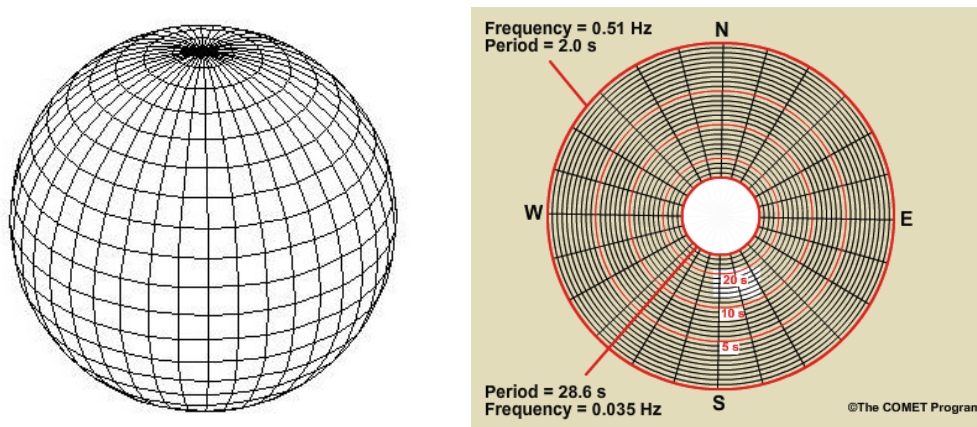 Frequency = 0.51 Hz
Period = 2.0 s
N
W
E
20 s
10 s
5 s
Period = 28.6 s
Frequency = 0.035 Hz
S
©The COMET Program